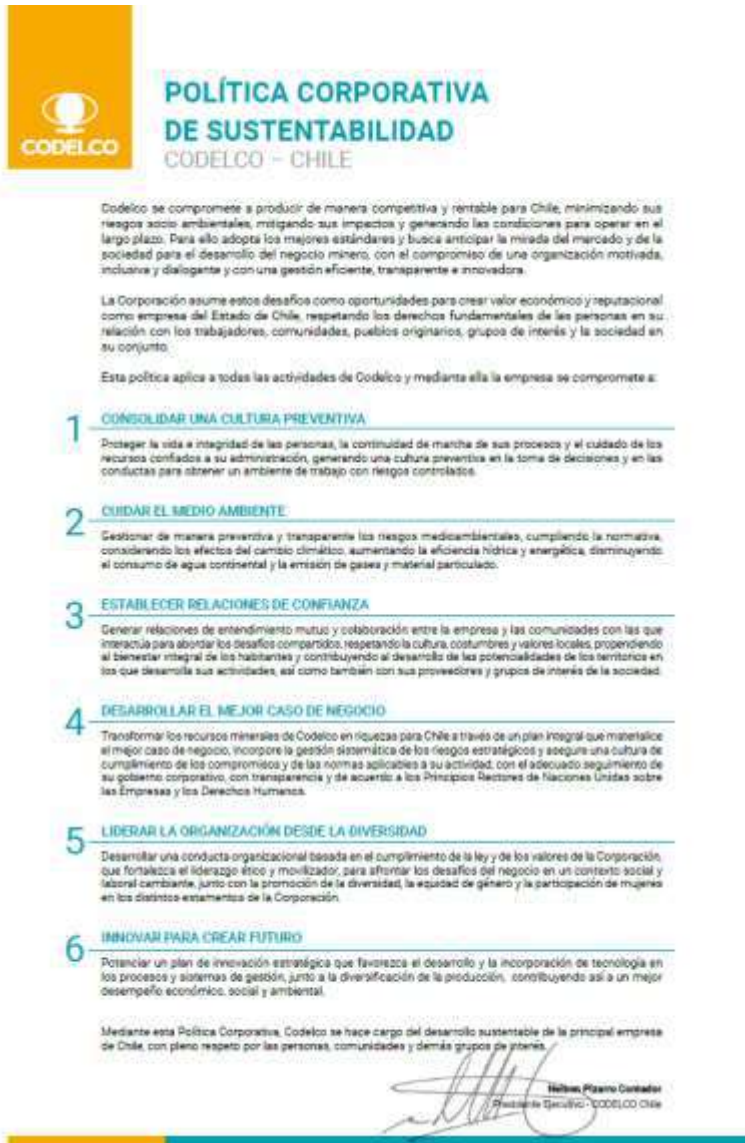 CODELCO
POLÍTICA CORPORATIVA
DE SUSTENTABILIDAD
CODELCO – CHILE
Codelco se compromete a producir de manera competitiva y rentable para Chile, minimizando sus
riesgos socio ambientales, mitigando sus impactos y generando las condiciones para operar en el
largo plazo. Para ello adopta los mejores estándares y busca anticipar la mirada del mercado y de la
sociedad para el desarrollo del negocio minero, con el compromiso de una organización motivada,
inclusiva y dialogante y con una gestión eficiente, transparente e innovadora.
La Corporación asume estos desafíos como oportunidades para crear valor económico y reputacional
como empresa del Estado de Chile, respetando los derechos fundamentales de las personas en su
relación con los trabajadores, comunidades, pueblos originarios, grupos de interés y la sociedad en
su conjunto.
Esta política aplica a todas las actividades de Codelco y mediante ella la empresa se compromete a:
1 CONSOLIDAR UNA CULTURA PREVENTIVA
Proteger la vida e integridad de las personas, la continuidad de marcha de sus procesos y el cuidado de los
recursos confiados a su administración, generando una cultura preventiva en la toma de decisiones y en las
conductas para obtener un ambiente de trabajo con riesgos controlados.
2 CUIDAR EL MEDIO AMBIENTE
Gestionar de manera preventiva y transparente los riesgos medioambientales, cumpliendo la normativa,
considerando los efectos del cambio climático, aumentando la eficiencia hídrica y energética, disminuyendo
el consumo de agua continental y la emisión de gases y material particulado.
3 ESTABLECER RELACIONES DE CONFIANZA
Generar relaciones de entendimiento mutuo y colaboración entre la empresa y las comunidades con las que
interactúa para abordar los desafíos compartidos, respetando la cultura, costumbres y valores locales, propendiendo
al bienestar integral de los habitantes y contribuyendo al desarrollo de las potencialidades de los territorios en
los que desarrolla sus actividades, así como también con sus proveedores y grupos de interés de la sociedad.
4 DESARROLLAR EL MEJOR CASO DE NEGOCIO
Transformar los recursos minerales de Codelco en riquezas para Chile a través de un plan integral que materialice
el mejor caso de negocio, incorpore la gestión sistemática de los riesgos estratégicos y asegure una cultura de
cumplimiento de los compromisos y de las normas aplicables a su actividad, con el adecuado seguimiento de
su gobierno corporativo, con transparencia y de acuerdo a los Principios Rectores de Naciones Unidas sobre
las Empresas y los Derechos Humanos.
5 LIDERAR LA ORGANIZACIÓN DESDE LA DIVERSIDAD
Desarrollar una conducta organizacional basada en el cumplimiento de la ley y de los valores de la Corporación,
que fortalezca el liderazgo ético y movilizador, para afrontar los desafíos del negocio en un contexto social y
laboral cambiante, junto con la promoción de la diversidad, la equidad de género y la participación de mujeres
en los distintos estamentos de la Corporación.
6 INNOVAR PARA CREAR FUTURO
Potenciar un plan de innovación estratégica que favorezca el desarrollo y la incorporación de tecnología en
los procesos y sistemas de gestión, junto a la diversificación de la producción, contribuyendo así a un mejor
desempeño económico, social y ambiental.
Mediante esta Política Corporativa, Codelco se hace cargo del desarrollo sustentable de la principal empresa
de Chile, con pleno respeto por las personas, comunidades y demás grupos de interés.
Nelson Pizarro Contador
Presidente Ejecutivo - CODELCO Chile